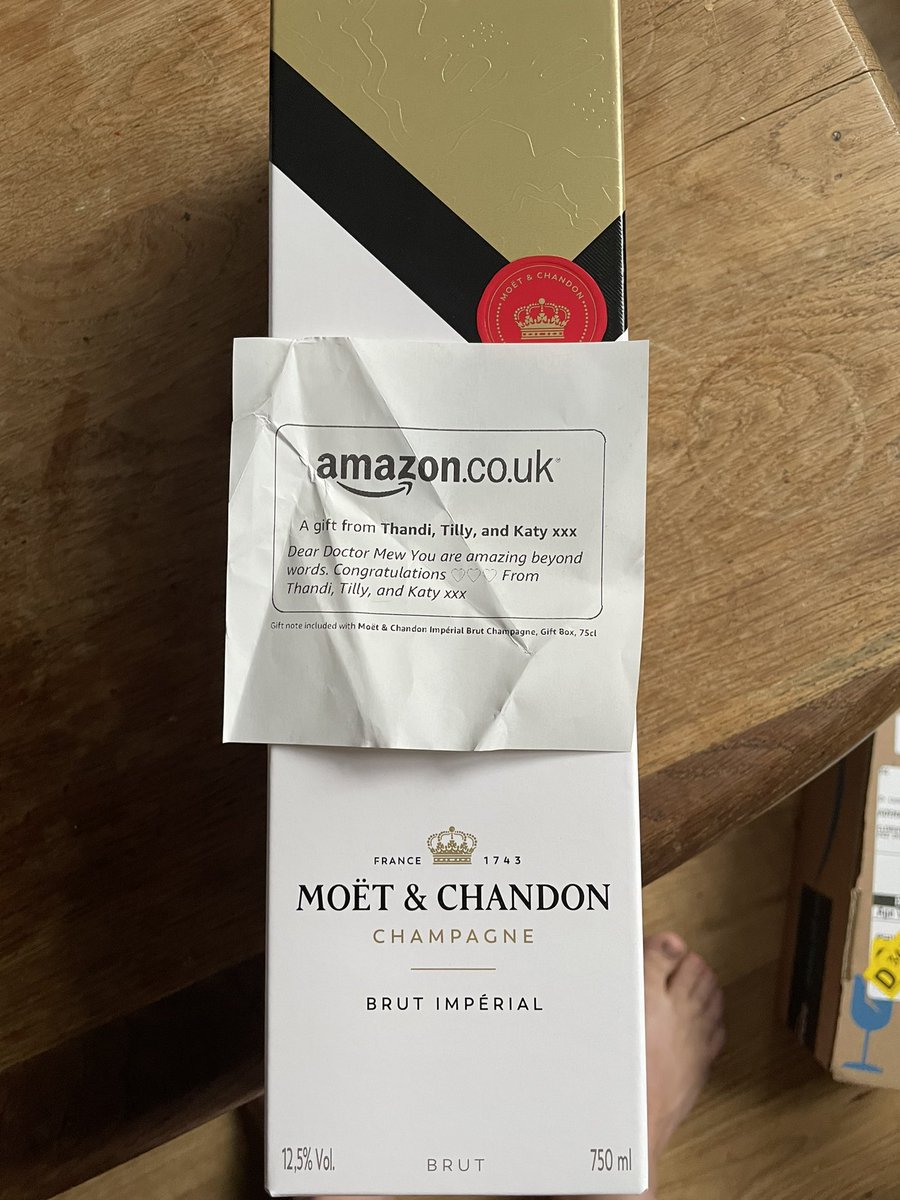 MOËT & CHANDON
amazon.co.uk
A gift from Thandi, Tilly, and Katy xxx
Dear Doctor Mew You are amazing beyond
words. Congratulations ♡♡♡ From
Thandi, Tilly, and Katy xxx
Gift note included with Moët & Chandon Impérial Brut Champagne, Gift Box, 75cl
FRANCE 1743
MOËT & CHANDON
CHAMPAGNE
BRUT IMPÉRIAL
12,5% Vol. BRUT 750 ml
D